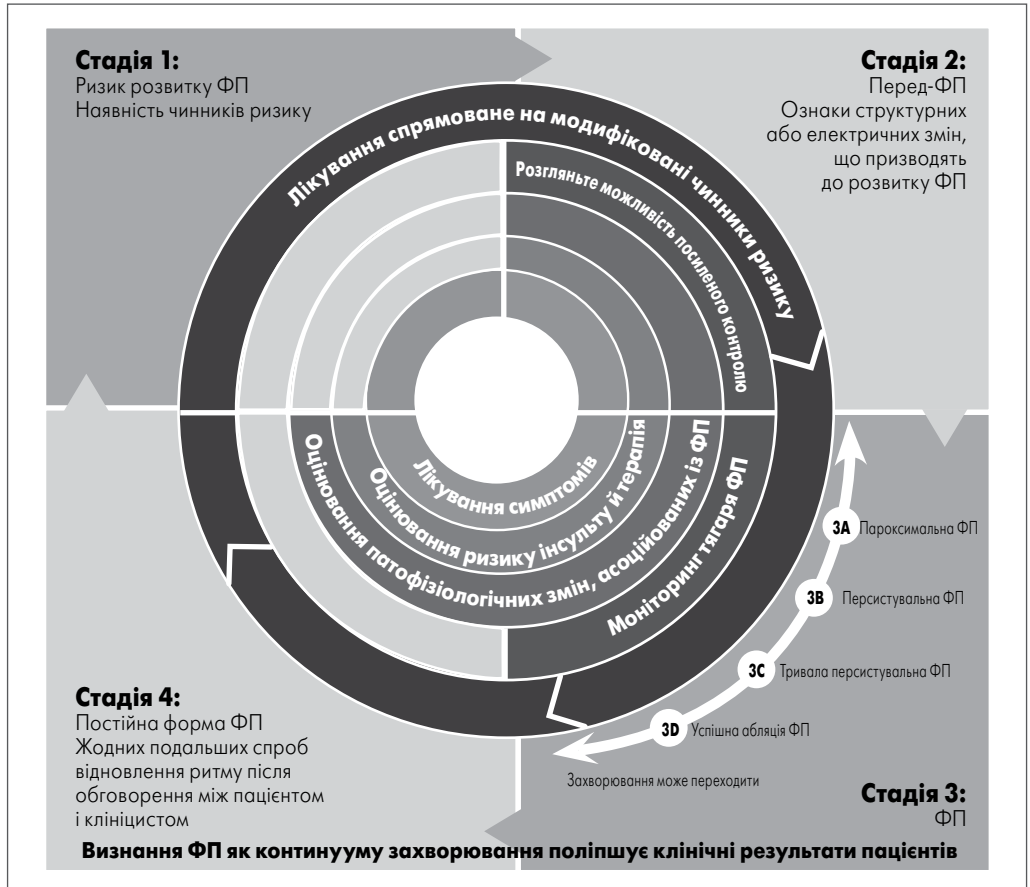 Стадія 1:
Ризик розвитку ФП
Наявність чинників ризику
Стадія 2:
Перед-ФП
Ознаки структурних
або електричних змін,
що призводять
до розвитку ФП
Лікування спрямоване на модифіковані чинники ризику
Розгляньте можливість посиленого контролю
Лікування симптомів
Оцінювання ризику інсульту й терапія
Оцінювання патофізіологічних змін, асоційованих із ФП
Моніторинг тягаря ФП
3A Пароксимальна ФП
3B Персистувальна ФП
3C Тривала персистувальна ФП
3D Успішна абляція ФП
Захворювання може переходити
Стадія 4:
Постійна форма ФП
Жодних подальших спроб
відновлення ритму після
обговорення між пацієнтом
і клініцистом
Стадія 3:
ФП
Визнання ФП як континууму захворювання поліпшує клінічні результати пацієнтів